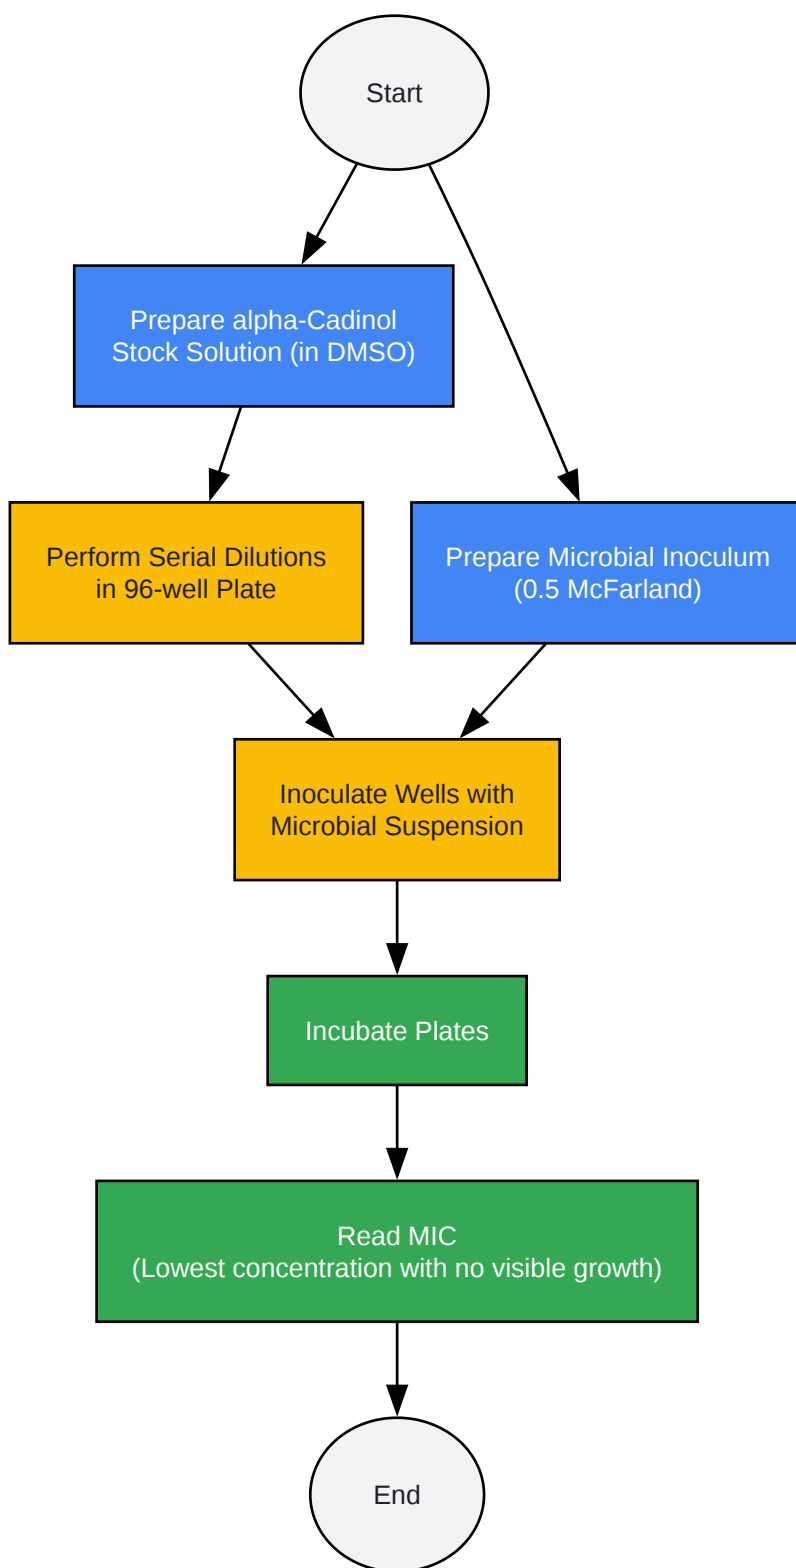 Start
Prepare alpha-Cadinol
Stock Solution (in DMSO)
Perform Serial Dilutions
in 96-well Plate
Prepare Microbial Inoculum
(0.5 McFarland)
Inoculate Wells with
Microbial Suspension
Incubate Plates
Read MIC
(Lowest concentration with no visible growth)
End